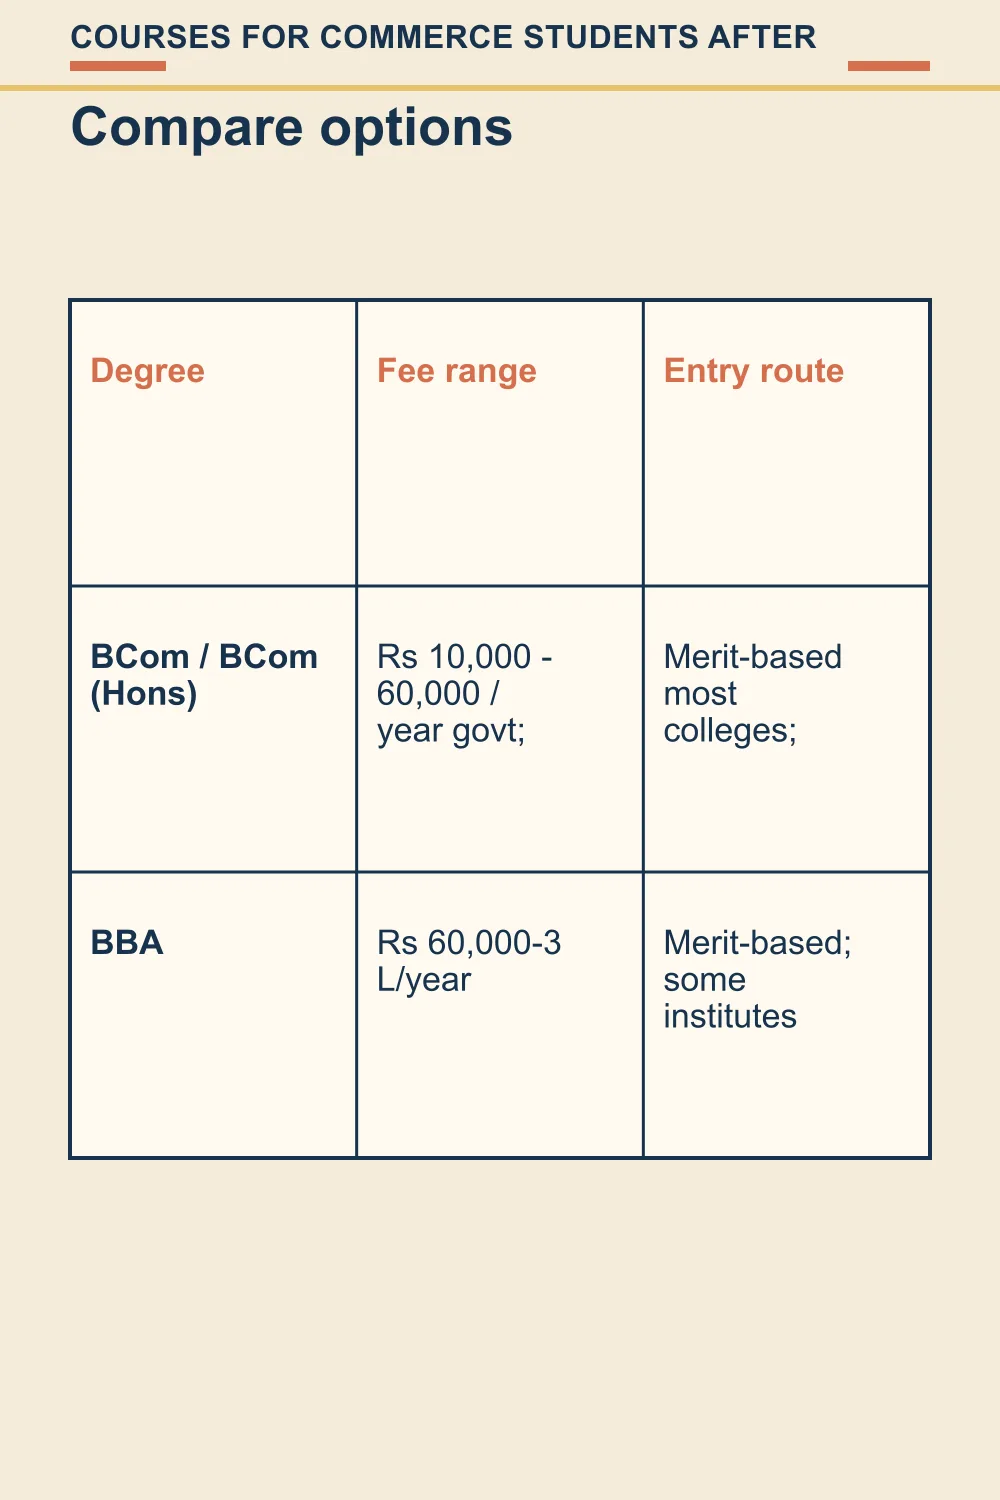 COURSES FOR COMMERCE STUDENTS AFTER
Compare options
Degree
Fee range
Entry route
BCom / BCom
(Hons)
Rs 10,000 -
60,000 /
year govt;
Merit-based
most
colleges;
BBA
Rs 60,000-3
L/year
Merit-based;
some
institutes